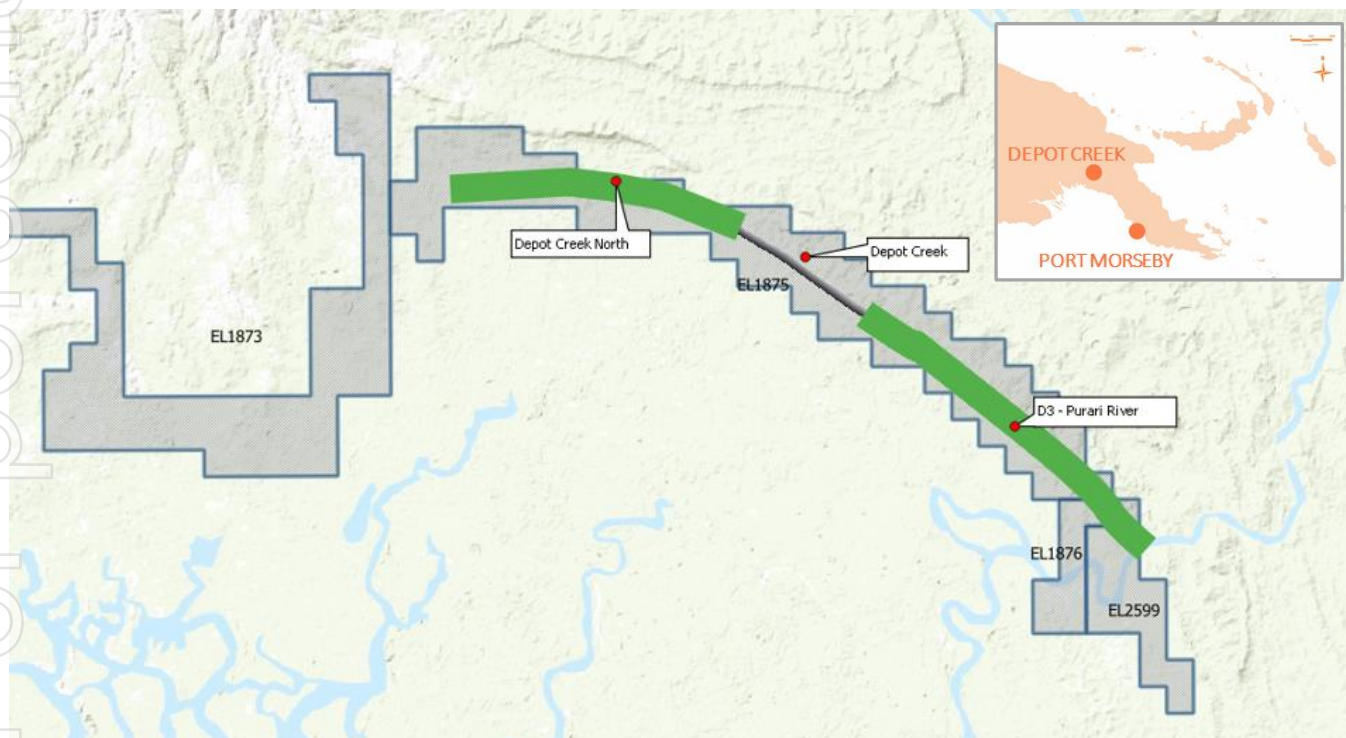 DEPOT CREEK
PORT MORSEBY
Depot Creek North
Depot Creek
EL1875
EL1873
D3 - Purari River
EL1876
EL2599